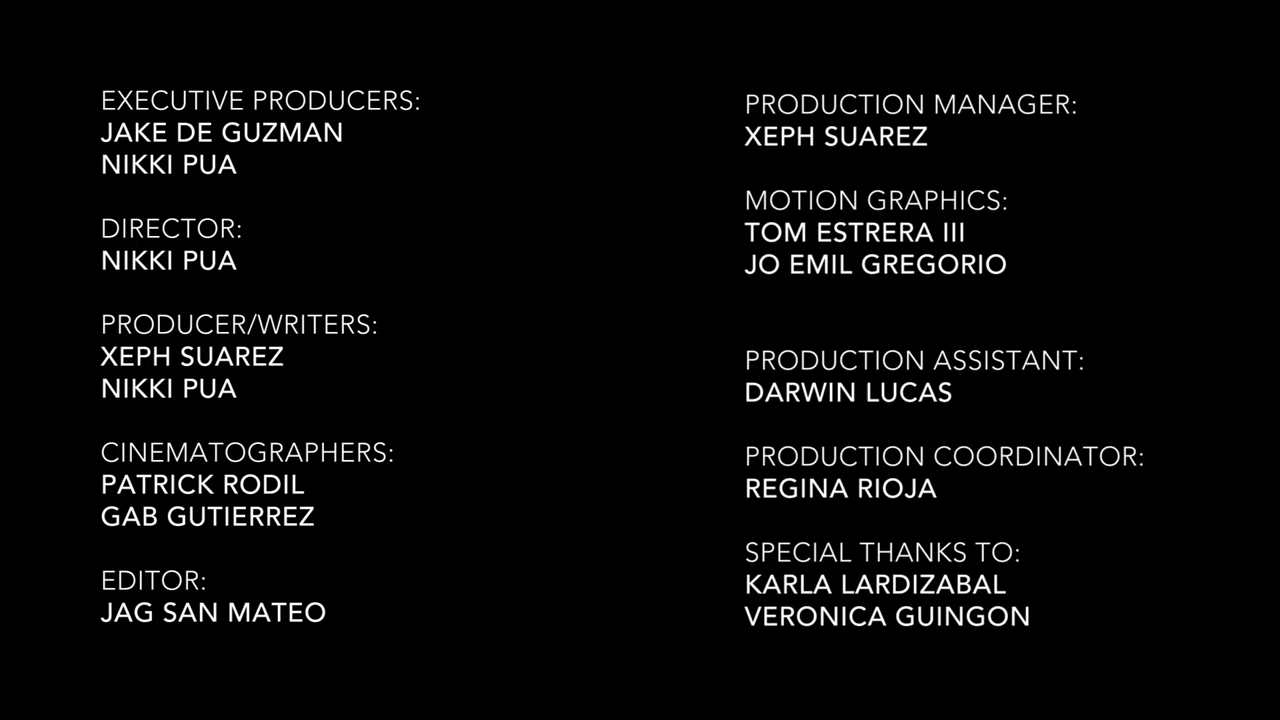 EXECUTIVE PRODUCERS:
JAKE DE GUZMAN
NIKKI PUA
DIRECTOR:
NIKKI PUA
PRODUCER/WRITERS:
XEPH SUAREZ
NIKKI PUA
CINEMATOGRAPHERS:
PATRICK RODIL
GAB GUTIERREZ
EDITOR:
JAG SAN MATEO
PRODUCTION MANAGER:
XEPH SUAREZ
MOTION GRAPHICS:
TOM ESTRERA III
JO EMIL GREGORIO
PRODUCTION ASSISTANT:
DARWIN LUCAS
PRODUCTION COORDINATOR:
REGINA RIOJA
SPECIAL THANKS TO:
KARLA LARDIZABAL
VERONICA GUINGON